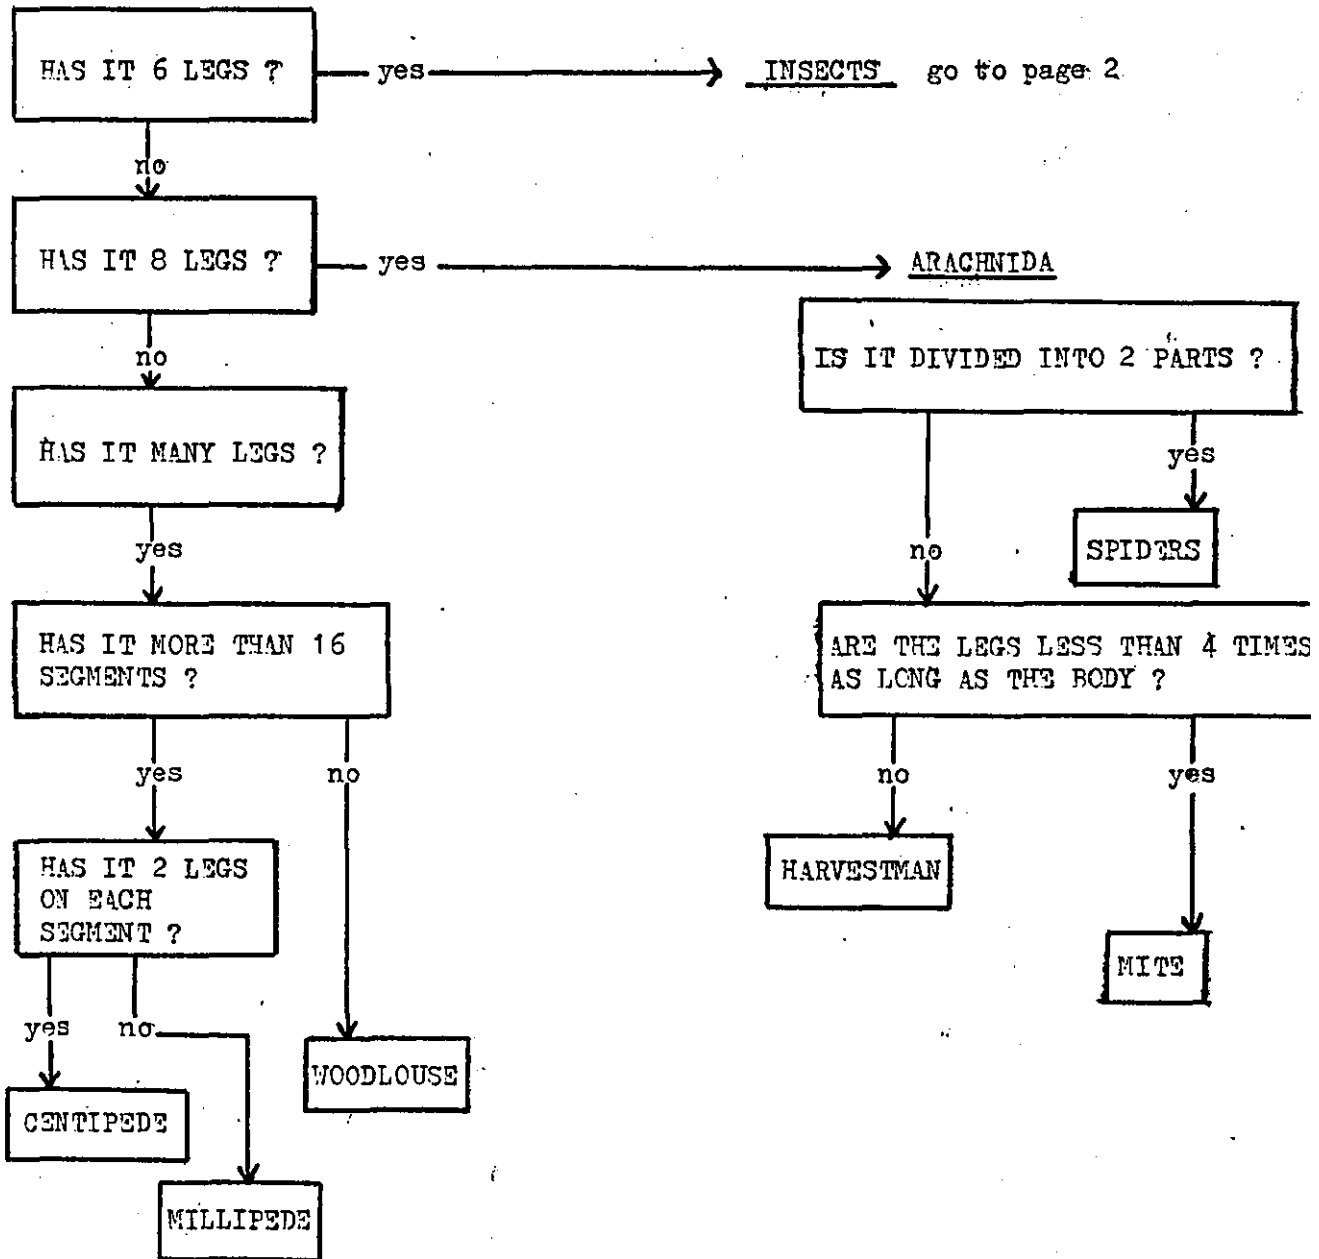 HAS IT 6 LEGS ?
yes
INSECTS go to page 2
no
HAS IT 8 LEGS ?
yes
ARACHNIDA
no
IS IT DIVIDED INTO 2 PARTS ?
HAS IT MANY LEGS ?
yes
yes
no
SPIDERS
HAS IT MORE THAN 16
SEGMENTS ?
ARE THE LEGS LESS THAN 4 TIMES
AS LONG AS THE BODY ?
yes
no
no
yes
HAS IT 2 LEGS
ON EACH
SEGMENT ?
HARVESTMAN
MITE
yes
no
WOODLOUSE
CENTIPEDE
MILLIPEDE